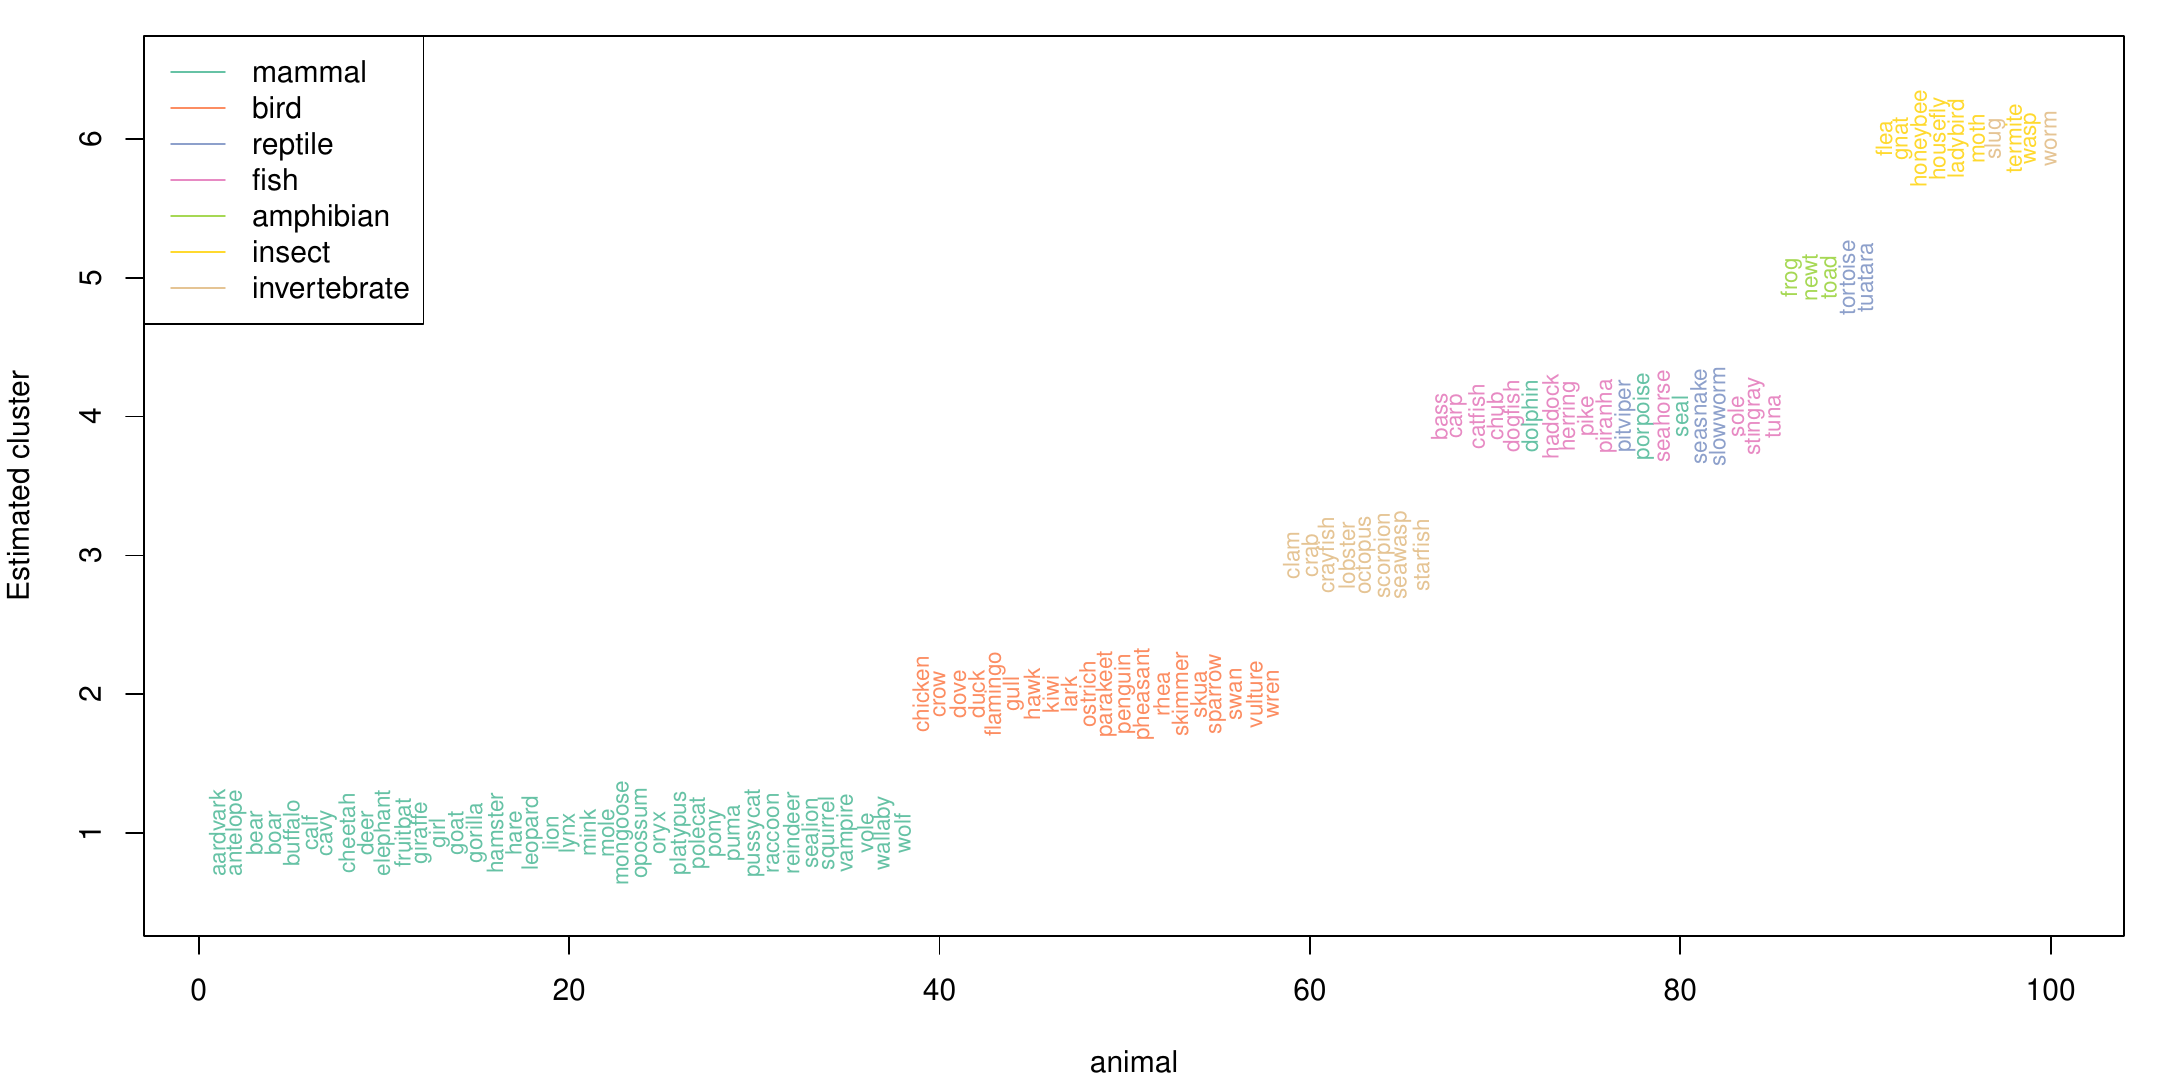 mammal
bird
reptile
fish
amphibian
insect
invertebrate
Estimated cluster
6
5
4
3
2
1
flea
gnat
honeybee
housefly
ladybird
moth
slug
termite
wasp
worm
frog
newt
toad
tortoise
tuatara
bass
carp
catfish
chub
dogfish
dolphin
haddock
herring
pike
piranha
pitviper
porpoise
seahorse
seal
seasnake
slowworm
sole
stingray
tuna
clam
crab
crayfish
lobster
octopus
scorpion
seawasp
starfish
chicken
crow
dove
duck
flamingo
gull
hawk
kiwi
lark
ostrich
parakeet
penguin
pheasant
rhea
skimmer
skua
sparrow
swan
vulture
wren
aardvark
antelope
bear
boar
buffalo
calf
cavy
cheetah
deer
elephant
fruitbat
giraffe
girl
goat
gorilla
hamster
hare
leopard
lion
lynx
mink
mole
mongoose
opossum
oryx
platypus
polecat
pony
puma
pussycat
raccoon
reindeer
sealion
squirrel
vampire
vole
wallaby
wolf
0 20 40 60 80 100
animal